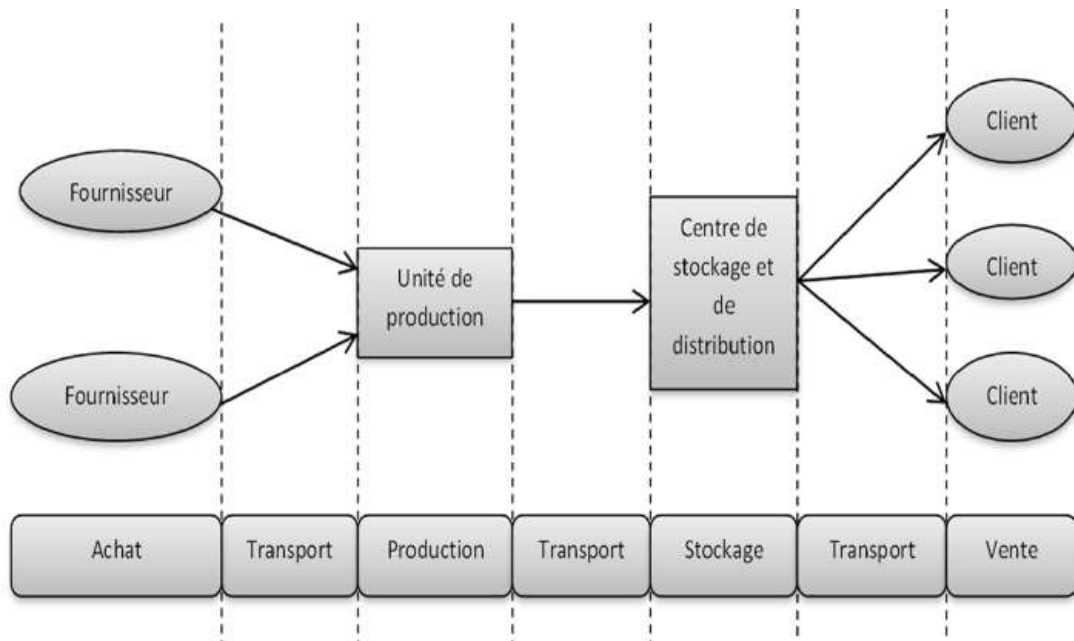 Client
Fournisseur
Centre de
stockage et
de
distribution
Unité de
production
Client
Fournisseur
Client
Achat
Transport
Production
Transport
Stockage
Transport
Vente